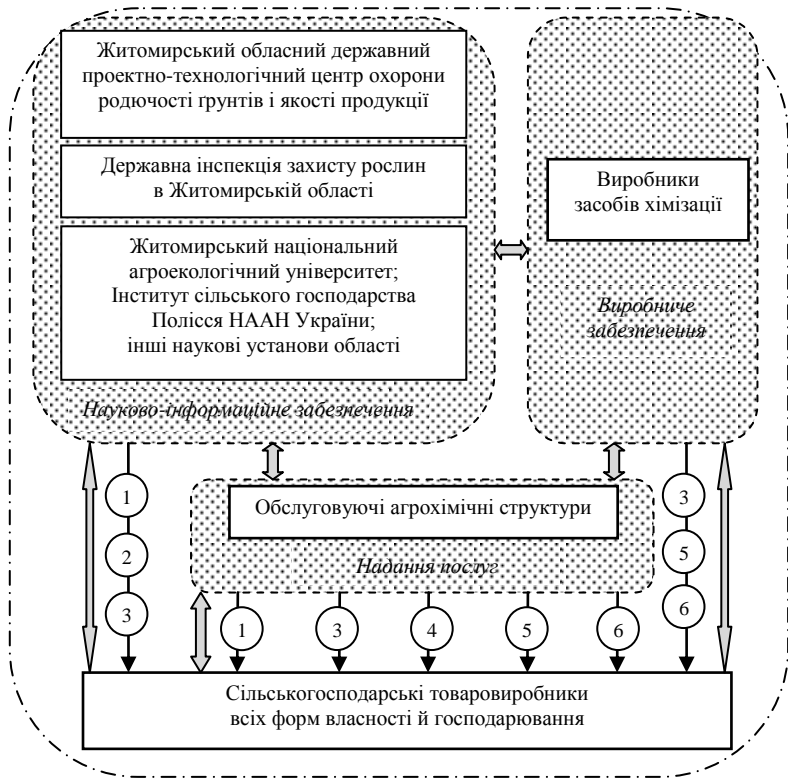 Житомирський обласний державний
проектно-технологічний центр охорони
родючості ґрунтів і якості продукції
Державна інспекція захисту рослин
в Житомирській області
Житомирський національний
агроекологічний університет;
Інститут сільського господарства
Полісся НААН України;
інші наукові установи області
Науково-інформаційне забезпечення
Виробники
засобів хімізації
Виробниче
забезпечення
Обслуговуючі агрохімічні структури
Надання послуг
1
2
3
1
3
4
5
6
3
5
6
Сільськогосподарські товаровиробники
всіх форм власності й господарювання